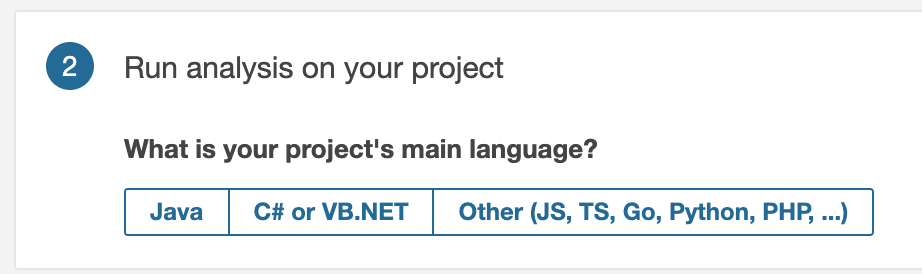 2 Run analysis on your project
What is your project's main language?
Java C# or VB.NET Other (JS, TS, Go, Python, PHP, ...)